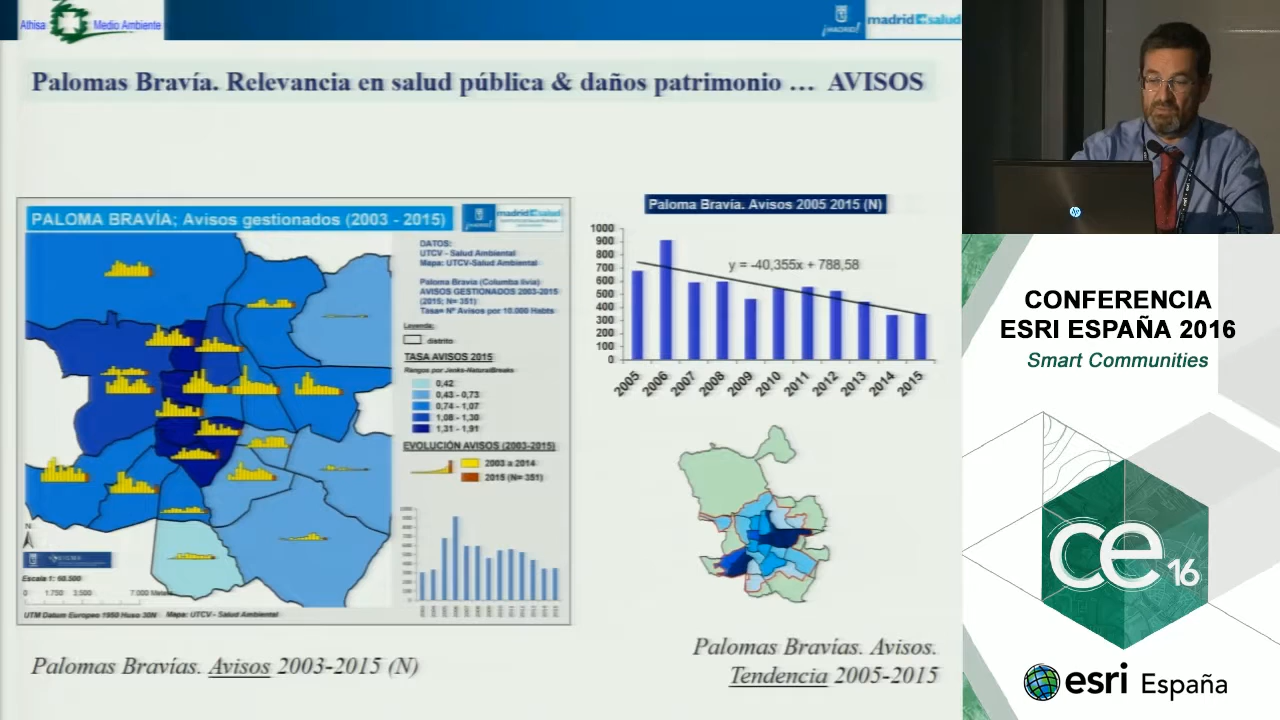 Athisa Medio Ambiente
¡MADRID!
madrid salud
Palomas Bravía. Relevancia en salud pública & daños patrimonio … AVISOS
PALOMA BRAVÍA; Avisos gestionados (2003 - 2015)
madrid salud
DATOS:
UTCV - Salud Ambiental
Mapa: UTCV-Salud Ambiental
Paloma Bravía (Columba livia)
AVISOS GESTIONADOS 2003-2015
(2015; N= 351)
Tasa= Nº Avisos por 10.000 Habts
Leyenda:
distrito
TASA AVISOS 2015
Rangos por Jenks-NaturalBreaks
0,42
0,43 - 0,73
0,74 - 1,07
1,08 - 1,30
1,31 - 1,91
EVOLUCIÓN AVISOS (2003-2015)
2003 a 2014
2015 (N= 351)
N
Escala 1: 60.500
0 1.750 3.500 7.000 Meters
UTM Datum Europeo 1950 Huso 30N Mapa: UTCV - Salud Ambiental
Palomas Bravías. Avisos 2003-2015 (N)
Paloma Bravía. Avisos 2005 2015 (N)
1000
900
800
700
600
500
400
300
200
100
0
y = -40,355x + 788,58
2005 2006 2007 2008 2009 2010 2011 2012 2013 2014 2015
Palomas Bravías. Avisos.
Tendencia 2005-2015
hp
CONFERENCIA
ESRI ESPAÑA 2016
Smart Communities
ce16
esri España